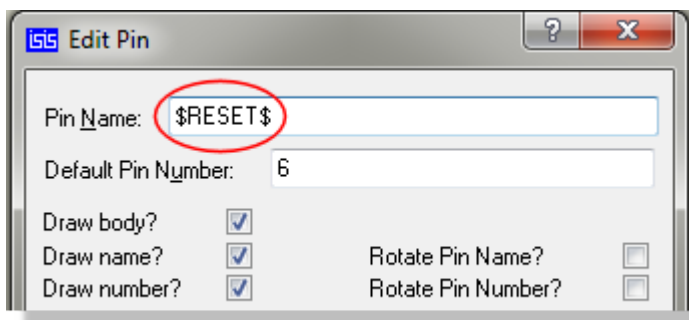 isis Edit Pin ? X
Pin Name: $RESET$
Default Pin Number: 6
Draw body?
Draw name? Rotate Pin Name?
Draw number? Rotate Pin Number?